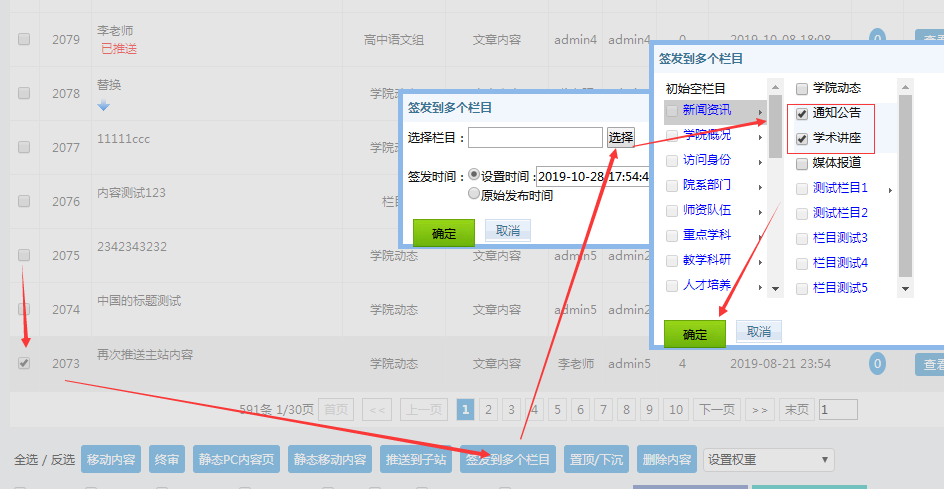 2079 李老师 高中语文组 文章内容 admin4 admin4 0 2019-10-08 18:08 0 查看
已推送
2078 替换 学院动
2077 11111ccc 学院动
2076 内容测试123 栏目
2075 2342343232 学院动态 文章内容 admin5 admin2
2074 中国的标题测试 学院动态 文章内容 admin5 admin2
2073 再次推送主站内容 学院动态 文章内容 李老师 admin5 4 2019-08-21 23:54 0 查看
签发到多个栏目
选择栏目： 选择
签发时间： 设置时间：2019-10-28 17:54:4
原始发布时间
确定 取消
签发到多个栏目
初始空栏目
新闻资讯
学院概况
访问身份
院系部门
师资队伍
重点学科
教学科研
人才培养
学院动态
通知公告
学术讲座
媒体报道
测试栏目1
测试栏目2
栏目测试3
栏目测试4
栏目测试5
确定 取消
591条 1/30页 首页 << 上一页 1 2 3 4 5 6 7 8 9 10 下一页 >> 末页 1
全选 / 反选 移动内容 终审 静态PC内容页 静态移动内容 推送到子站 签发到多个栏目 置顶/下沉 删除内容 设置权重